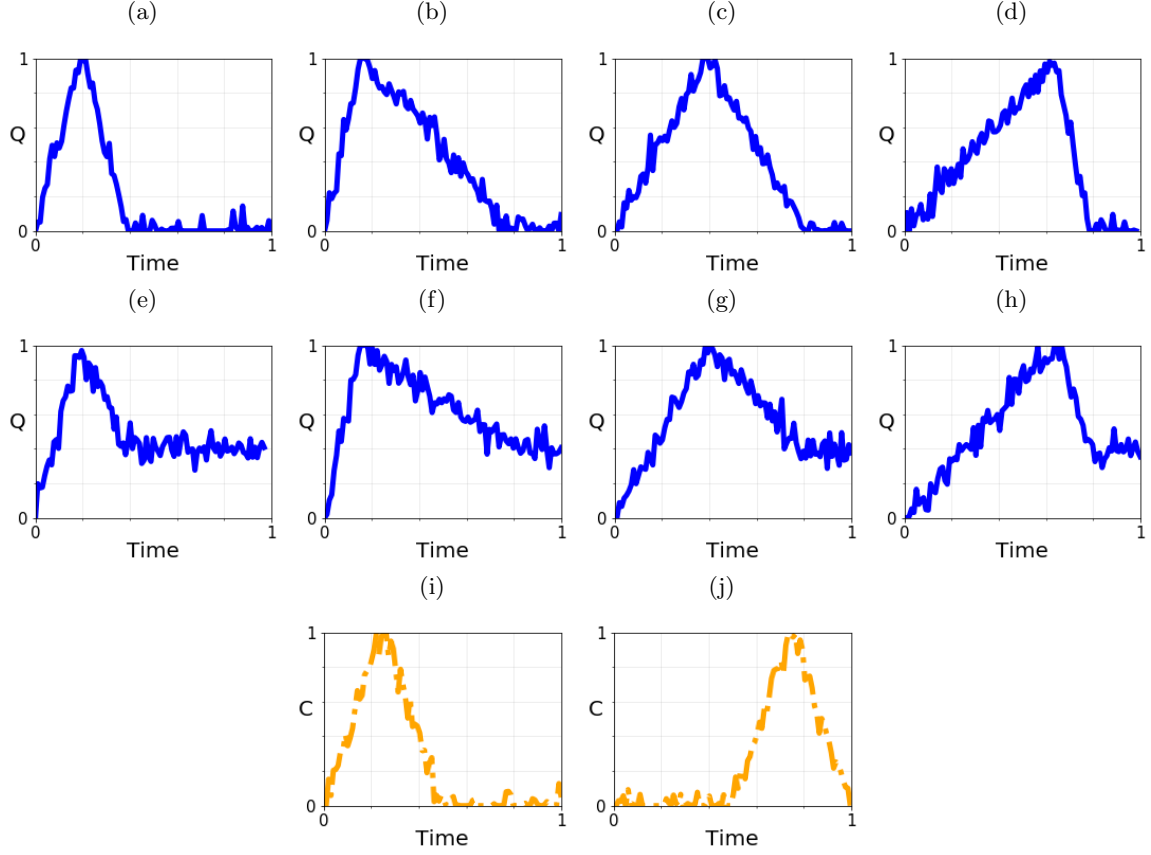 (a) (b) (c) (d)
1 1 1 1
Q Q Q Q
0 0 0 0
0 1 0 1 0 1 0 1
Time Time Time Time
(e) (f) (g) (h)
1 1 1 1
Q Q Q Q
0 0 0 0
0 1 0 1 0 1 0 1
Time Time Time Time
(i) (j)
1 1
C C
0 0
0 1 0 1
Time Time